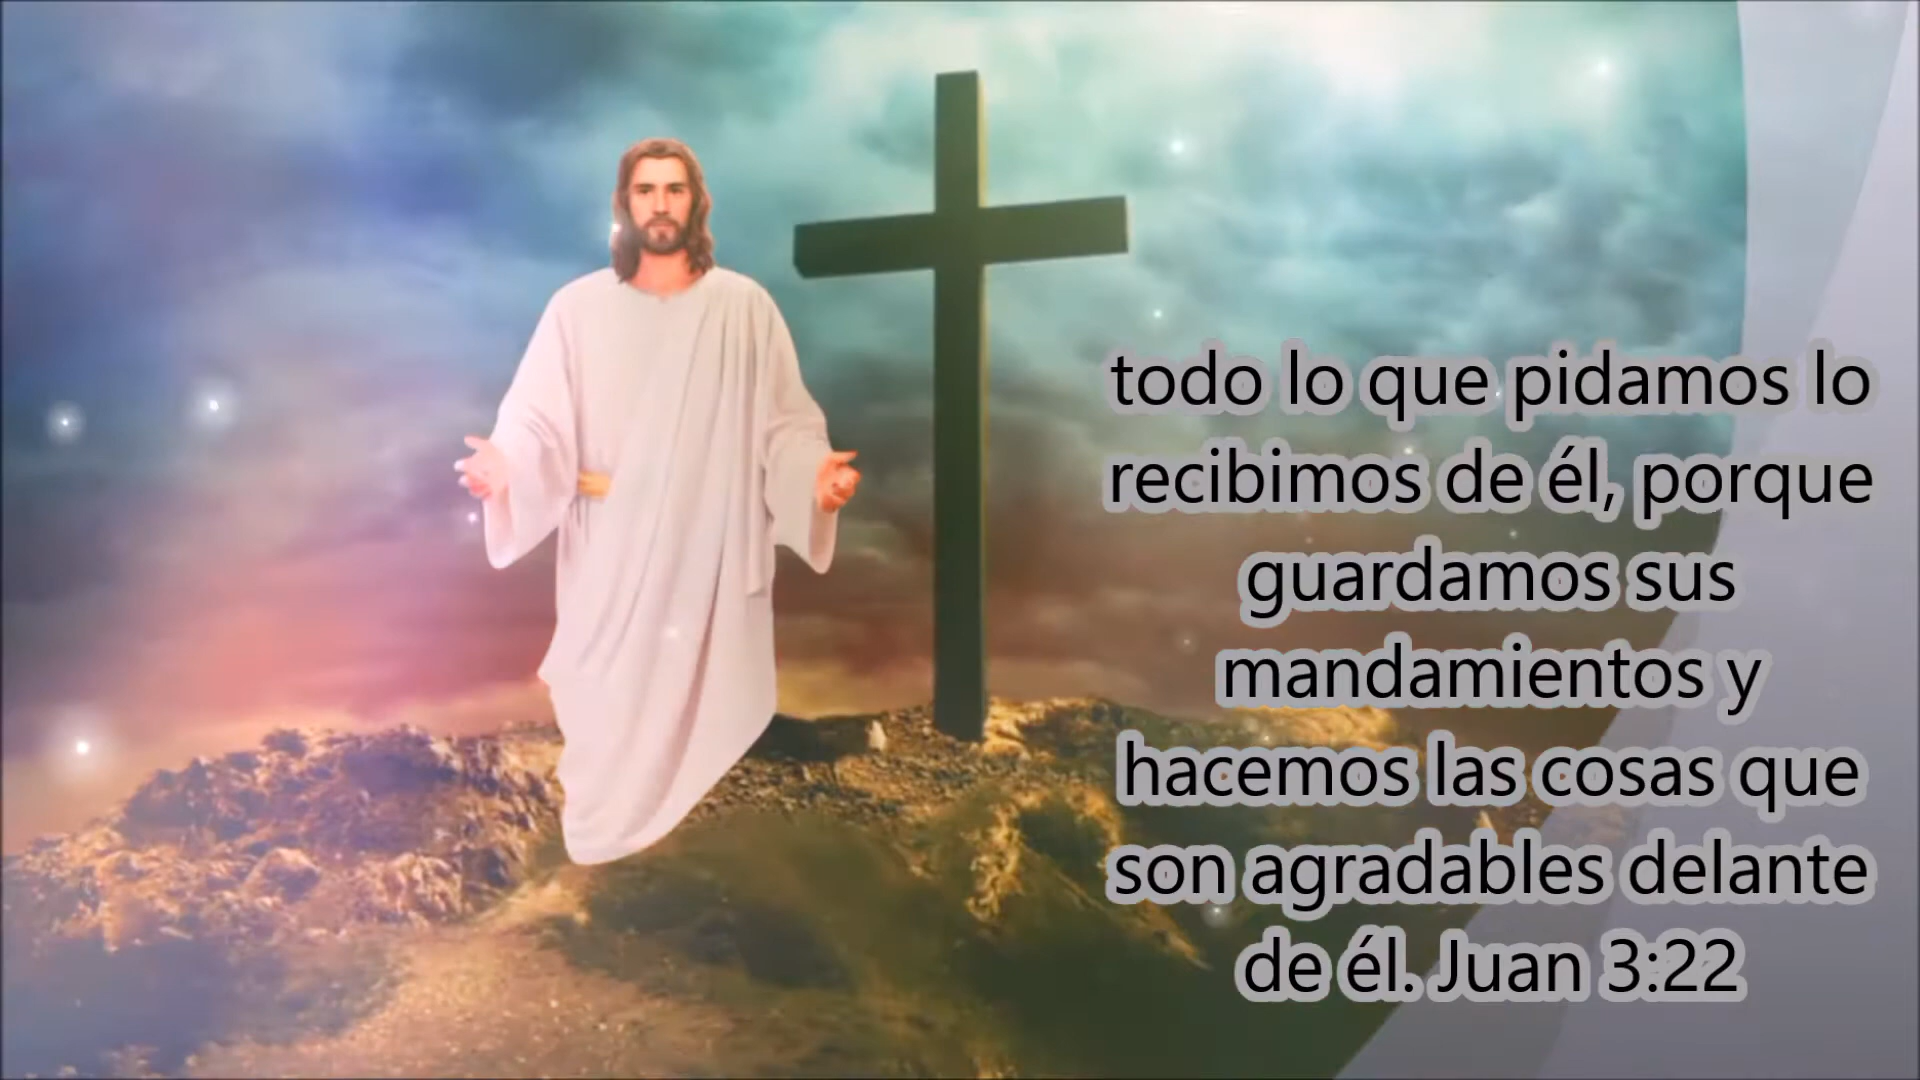 todo lo que pidamos lo
recibimos de él, porque
guardamos sus
mandamientos y
hacemos las cosas que
son agradables delante
de él. Juan 3:22